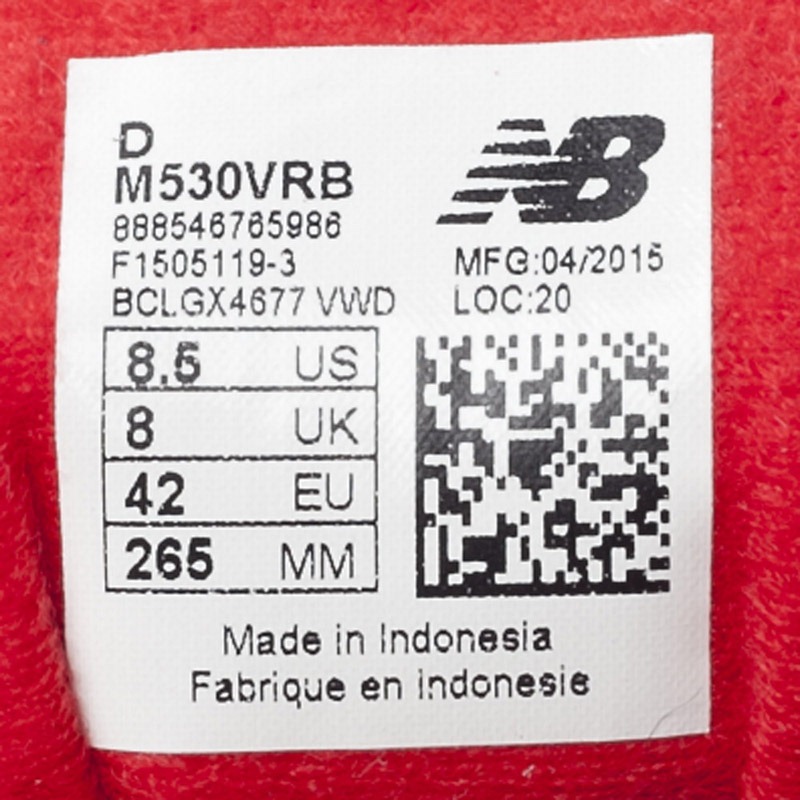 D
M530VRB
888546765986
F1505119-3
BCLGX4677 VWD
NB
MFG:04/2015
LOC:20
8.5 US
8 UK
42 EU
265 MM
Made in Indonesia
Fabrique en Indonesie